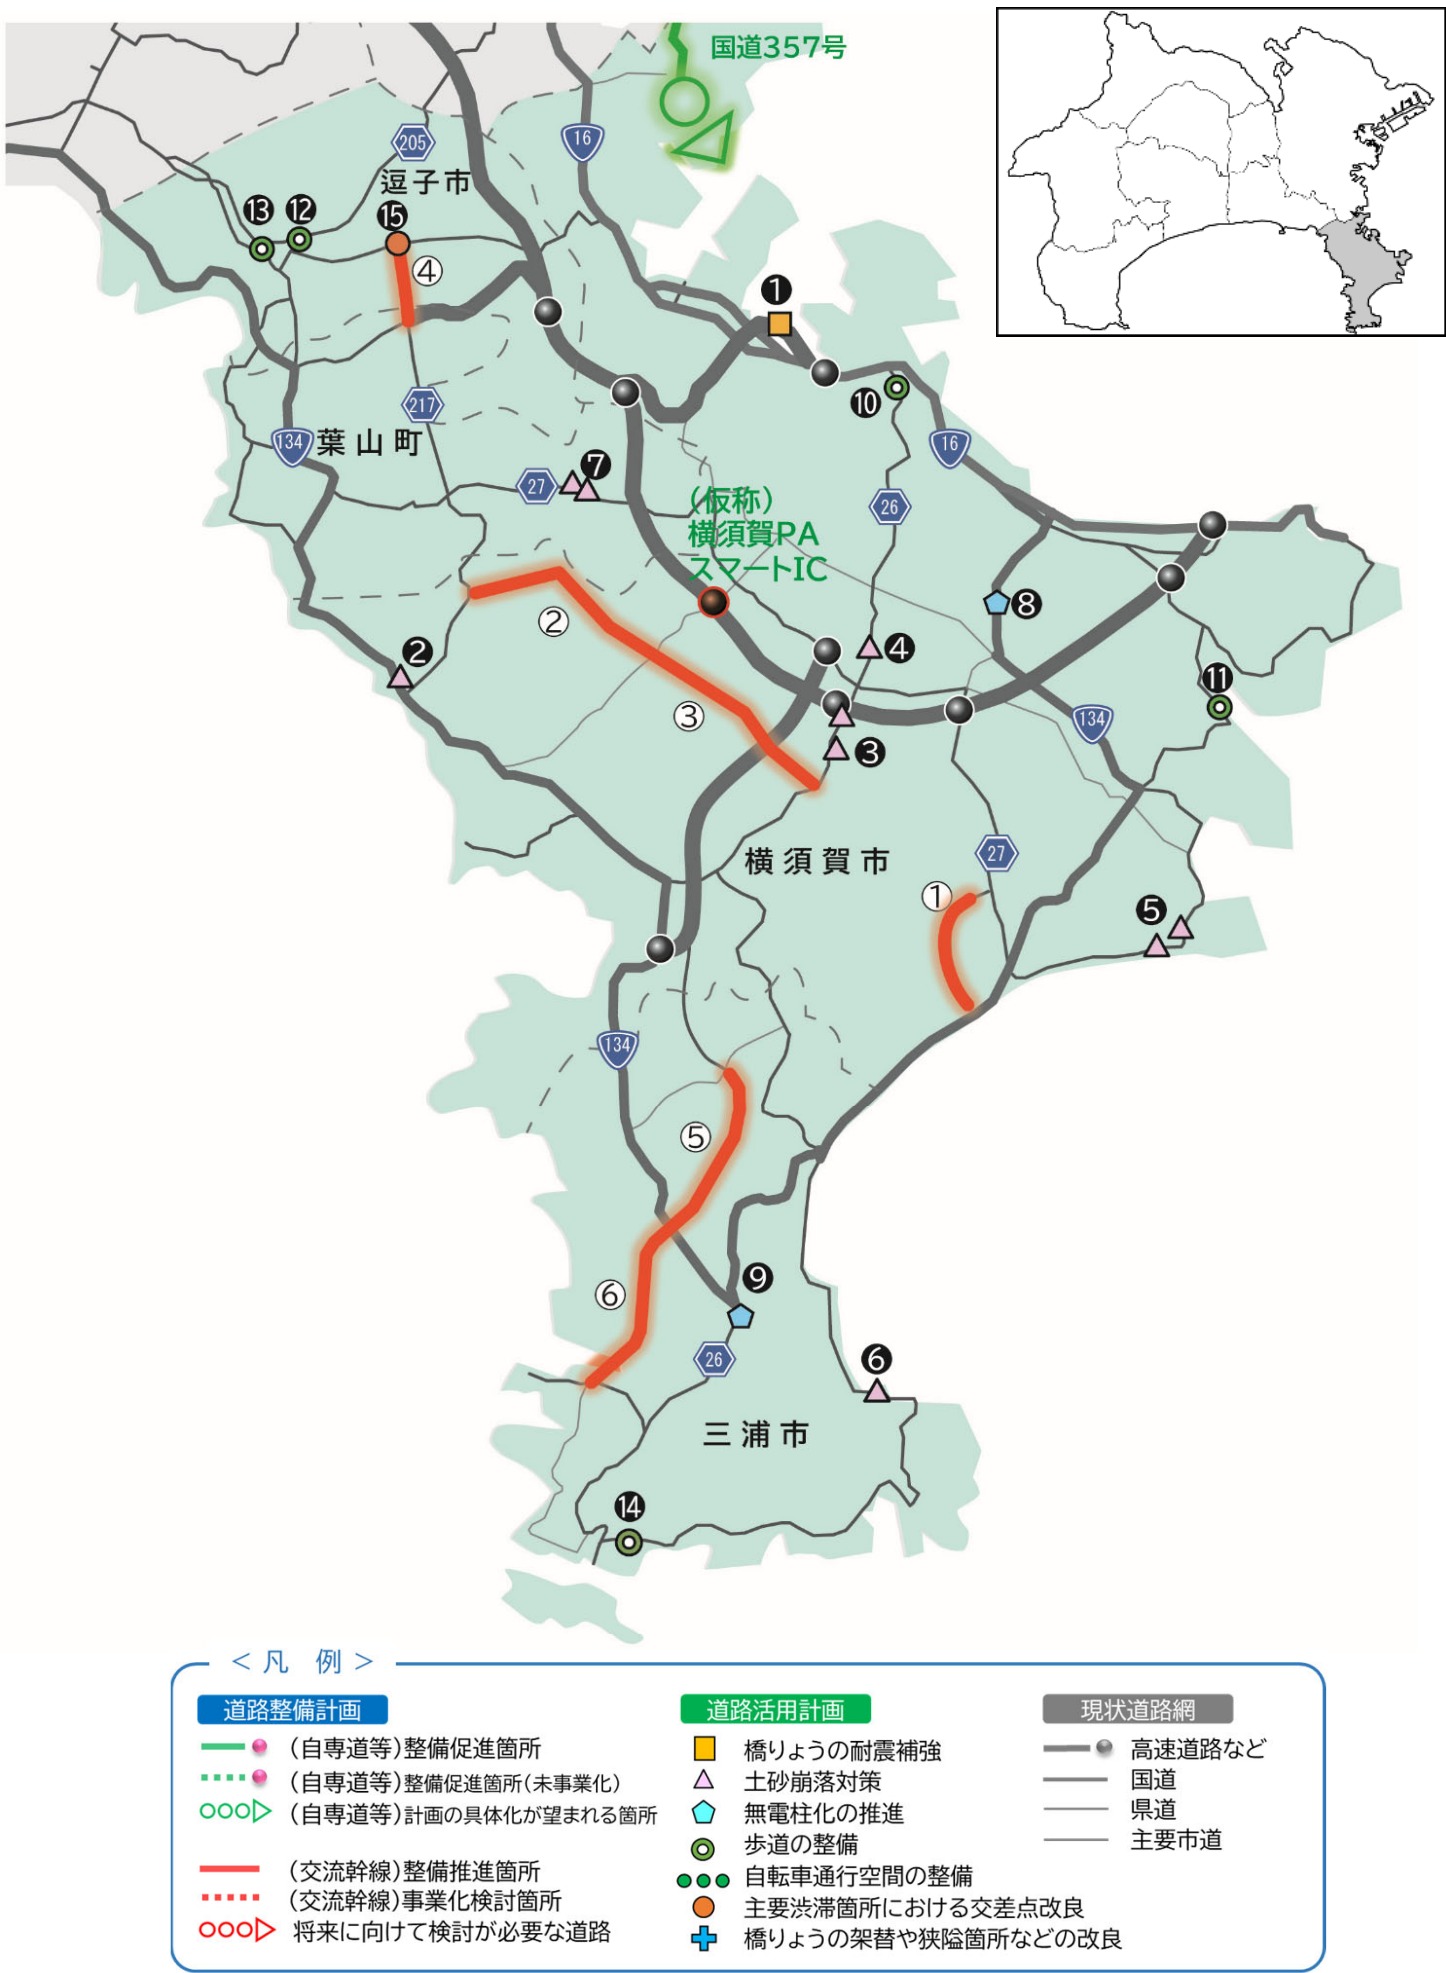 国道357号
16
205
逗子市
⓭
⓬
⓯
④
❶
217
134
葉山町
❿
16
27
❼
(仮称)
横須賀PA
スマートIC
26
❽
②
❷
❹
⓫
③
❸
134
横須賀市
27
①
❺
134
⑤
⑥
❾
26
❻
三浦市
⓮
＜凡 例＞
道路整備計画
(自専道等)整備促進箇所
(自専道等)整備促進箇所(未事業化)
(自専道等)計画の具体化が望まれる箇所
(交流幹線)整備推進箇所
(交流幹線)事業化検討箇所
将来に向けて検討が必要な道路
道路活用計画
橋りょうの耐震補強
土砂崩落対策
無電柱化の推進
歩道の整備
自転車通行空間の整備
主要渋滞箇所における交差点改良
橋りょうの架替や狭隘箇所などの改良
現状道路網
高速道路など
国道
県道
主要市道